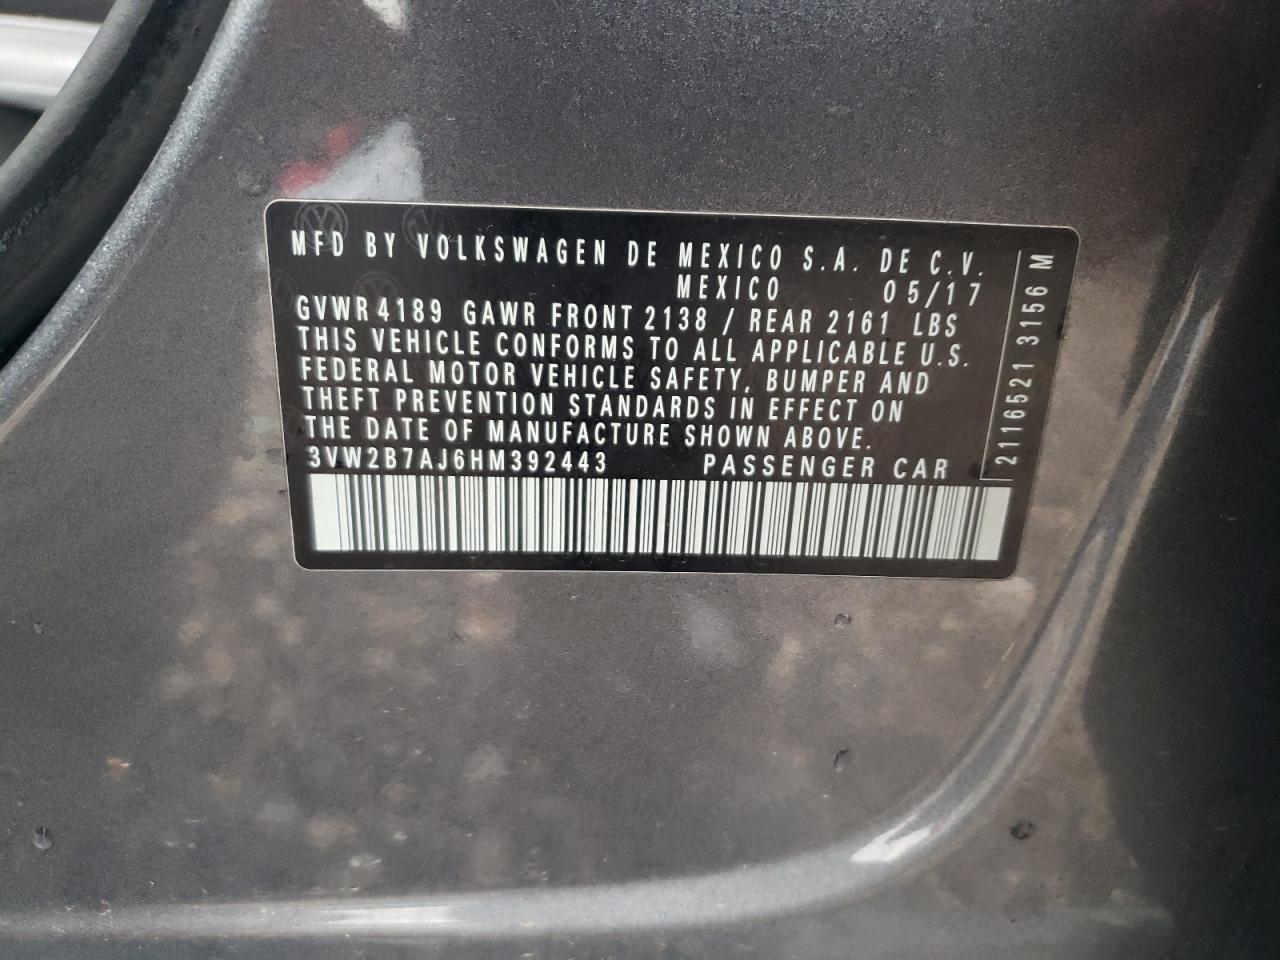 MFD BY VOLKSWAGEN DE MEXICO S.A. DE C.V.
MEXICO 05/17
GVWR 4189 GAWR FRONT 2138 / REAR 2161 LBS
THIS VEHICLE CONFORMS TO ALL APPLICABLE U.S.
FEDERAL MOTOR VEHICLE SAFETY, BUMPER AND
THEFT PREVENTION STANDARDS IN EFFECT ON
THE DATE OF MANUFACTURE SHOWN ABOVE.
3VW2B7AJ6HM392443 PASSENGER CAR
2116521 3156 M